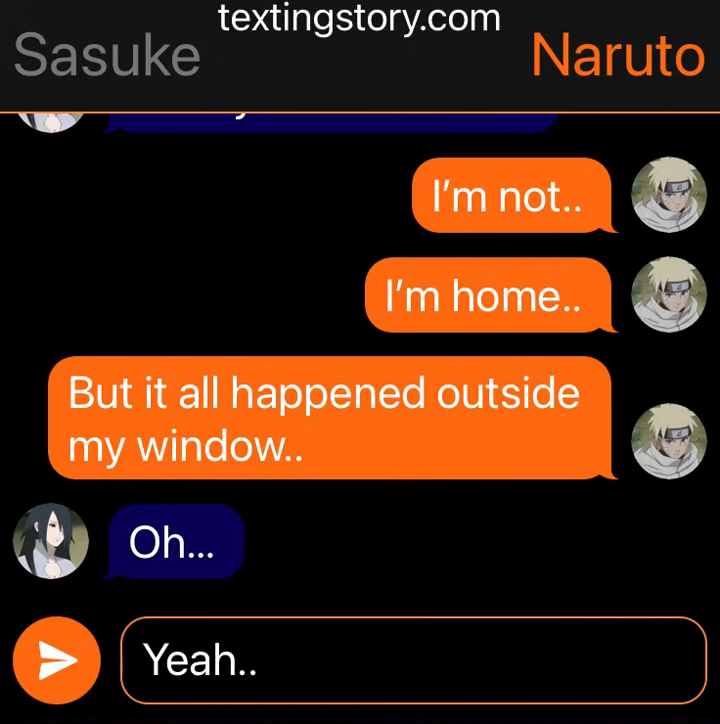 textingstory.com
Sasuke
Naruto
I’m not..
I’m home..
But it all happened outside
my window..
Oh...
Yeah..